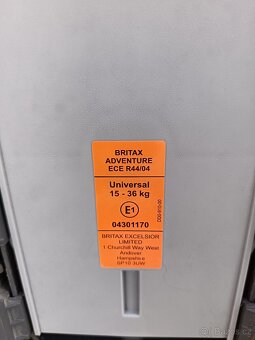 BRITAX
ADVENTURE
ECE R44/04
Universal
15 - 36 kg
E1
04301170
BRITAX EXCELSIOR
LIMITED
1 Churchill Way West
Andover
Hampshire
SP10 3UW